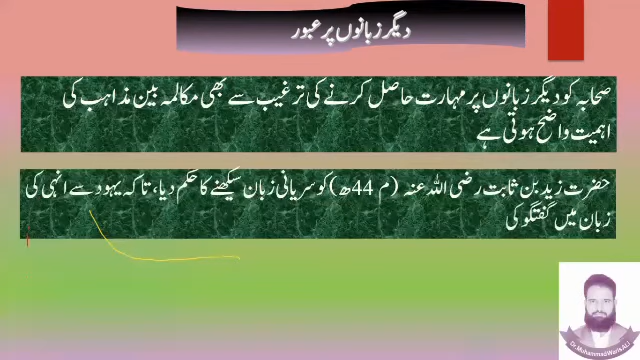 دیگر زبانوں پر عبور
صحابہ کو دیگر زبانوں پر مہارت حاصل کرنے کی ترغیب سے بھی مکالمہ بین مذاہب کی
اہمیت واضح ہوتی ہے
حضرت زید بن ثابت رضی اللہ عنہ (م 44ھ) کو سریانی زبان سیکھنے کا حکم دیا، تاکہ یہود سے انہی کی
زبان میں گفتگو کی
Dr.MuhammadWarisALi